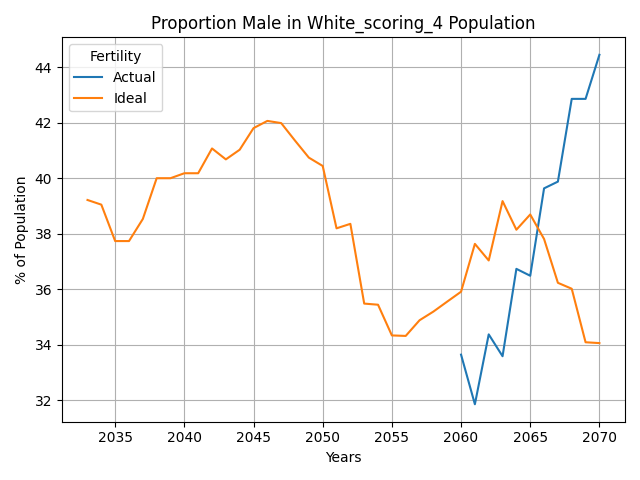 Proportion Male in White_scoring_4 Population
Fertility
Actual
Ideal
% of Population
44
42
40
38
36
34
32
2035 2040 2045 2050 2055 2060 2065 2070
Years